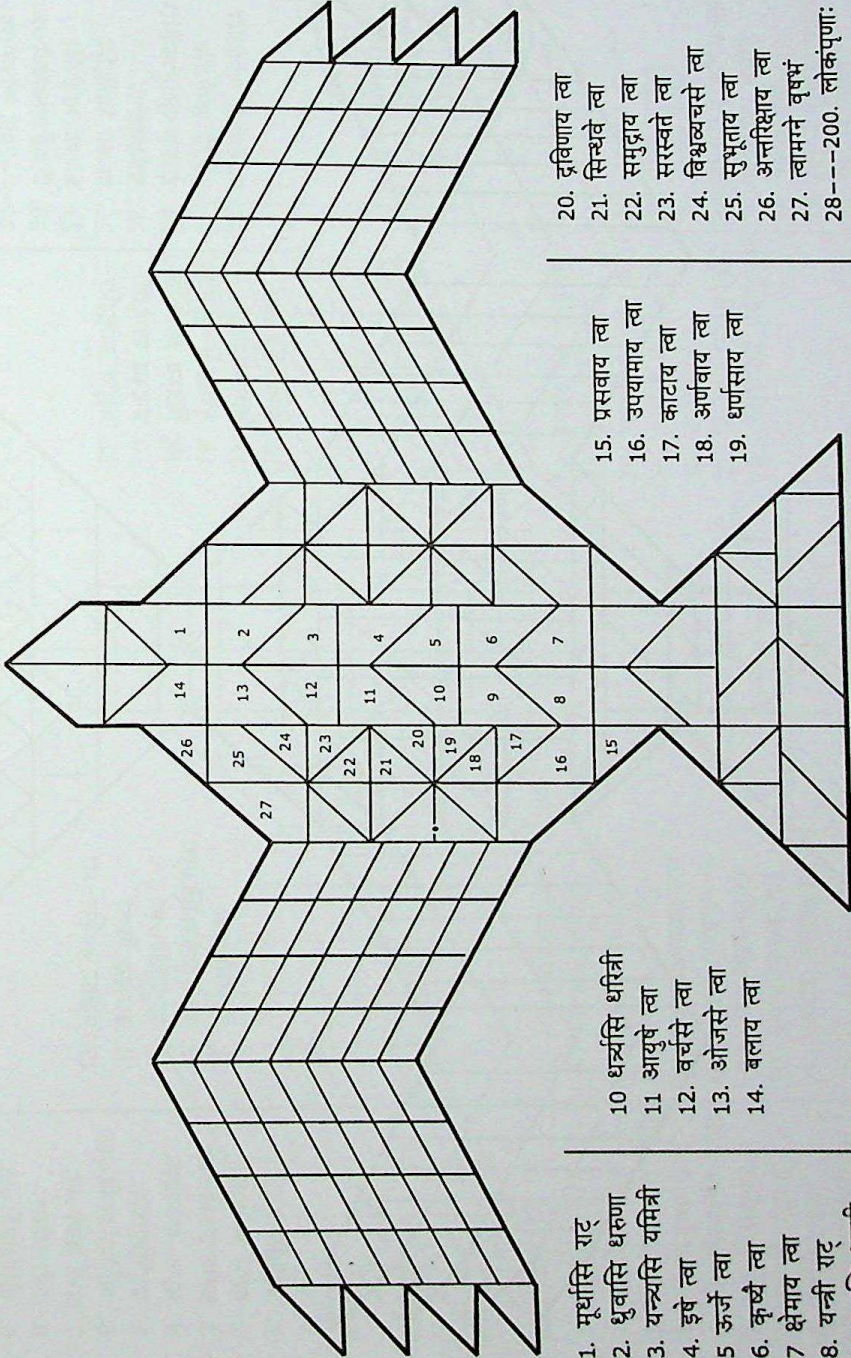 1
14
2
13
3
12
4
11
5
10
6
9
7
8
26
25
24
23
22
21
20
19
18
17
16
15
27
1. मूर्धासि राट्
2. ध्रुवासि धरुणा
3. यन्त्र्यसि यमित्री
4. इषे त्वा
5 ऊर्जे त्वा
6. कृष्यै त्वा
7 क्षेमाय त्वा
8. यन्त्री राट्
10 धर्त्र्यसि धरित्री
11 आयुषे त्वा
12. वर्चसे त्वा
13. ओजसे त्वा
14. बलाय त्वा
15. प्रसवाय त्वा
16. उपयामाय त्वा
17. काटाय त्वा
18. अर्णवाय त्वा
19. धर्णसाय त्वा
20. द्रविणाय त्वा
21. सिन्धवे त्वा
22. समुद्राय त्वा
23. सरस्वते त्वा
24. विश्वव्यचसे त्वा
25. सुभूताय त्वा
26. अन्तरिक्षाय त्वा
27. त्वामग्ने वृषभं
28---200. लोकंपृणाः